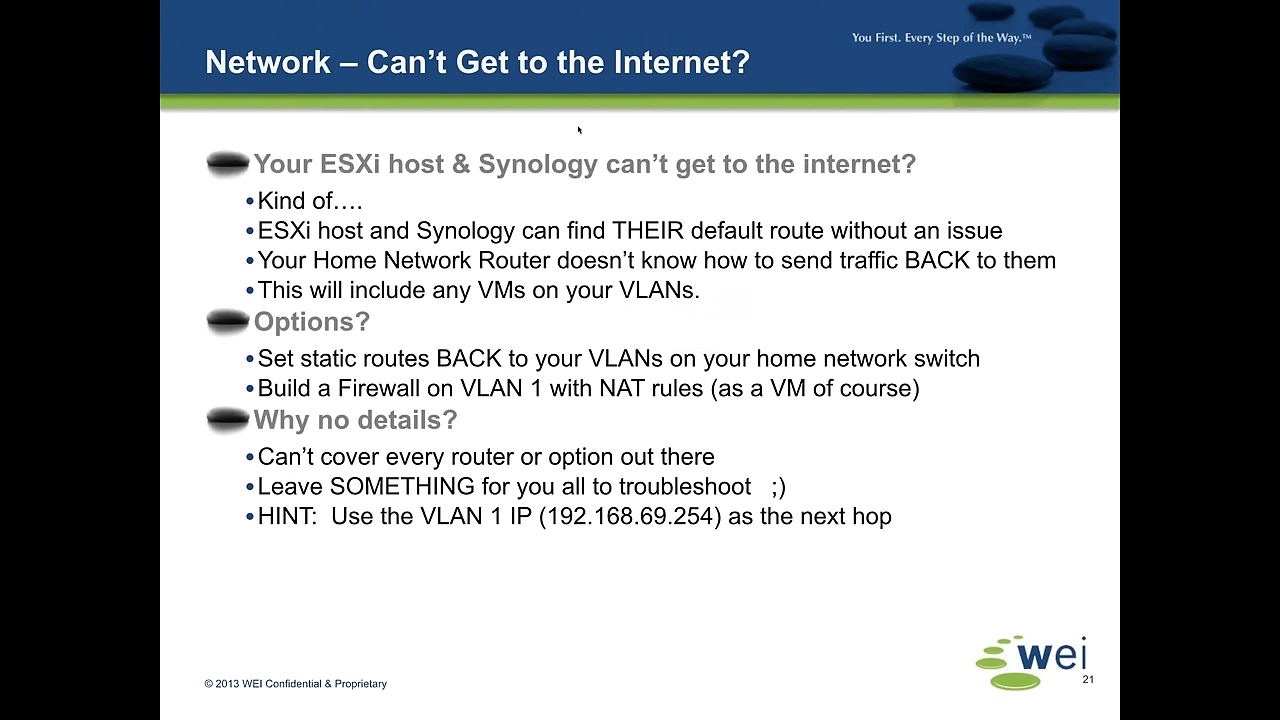 You First. Every Step of the Way.™
Network – Can’t Get to the Internet?
Your ESXi host & Synology can’t get to the internet?
•Kind of….
•ESXi host and Synology can find THEIR default route without an issue
•Your Home Network Router doesn’t know how to send traffic BACK to them
•This will include any VMs on your VLANs.
Options?
•Set static routes BACK to your VLANs on your home network switch
•Build a Firewall on VLAN 1 with NAT rules (as a VM of course)
Why no details?
•Can’t cover every router or option out there
•Leave SOMETHING for you all to troubleshoot   ;)
•HINT:  Use the VLAN 1 IP (192.168.69.254) as the next hop
wei
© 2013 WEI Confidential & Proprietary
21